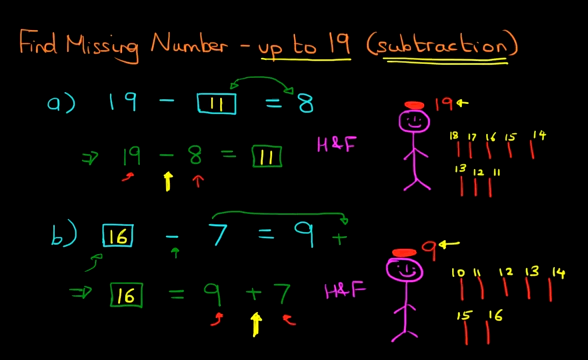 Find Missing Number - up to 19 (subtraction)
a) 19 - 11 = 8
⇒ 19 - 8 = 11
H&F
19
18 17 16 15 14
13 12 11
b) 16 - 7 = 9 +
⇒ 16 = 9 + 7
H&F
9
10 11 12 13 14
15 16